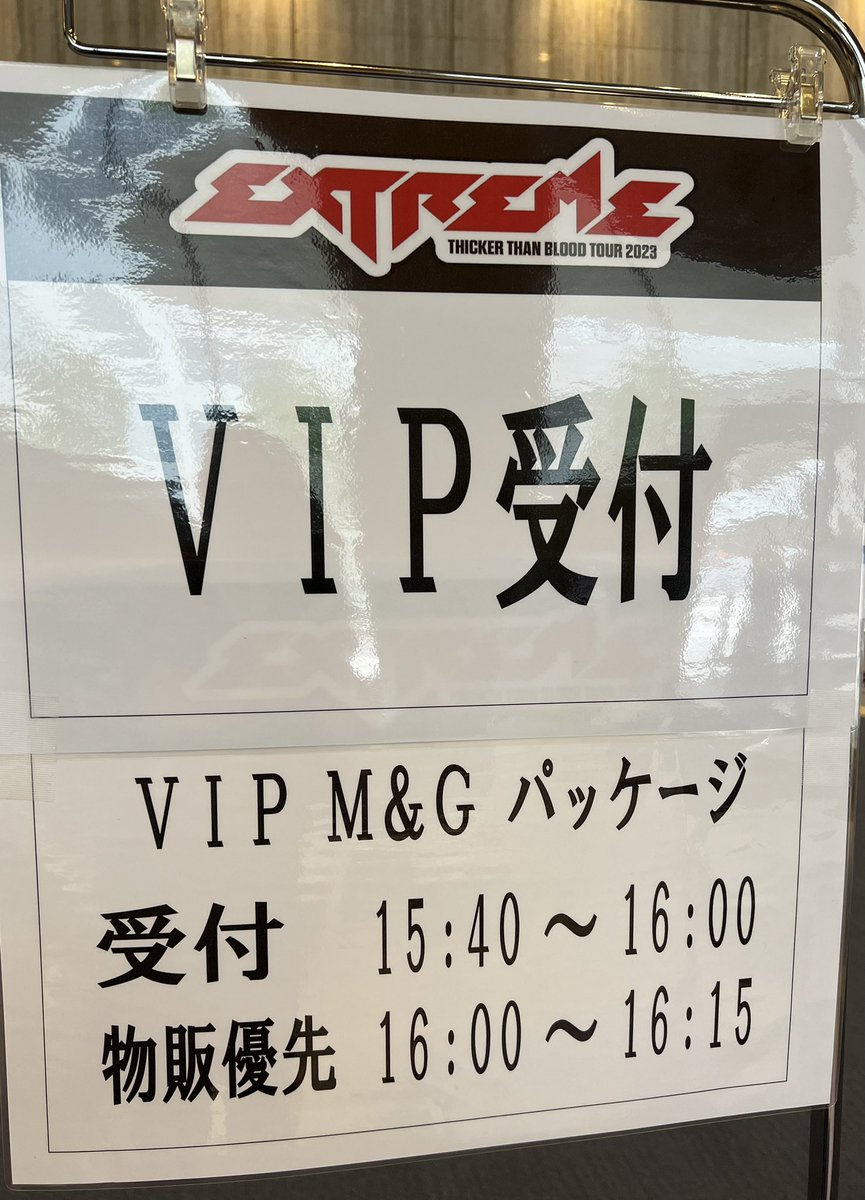 EXTREME
THICKER THAN BLOOD TOUR 2023
ＶＩＰ受付
ＶＩＰ Ｍ＆Ｇ パッケージ
受付　15:40～16:00
物販優先　16:00～16:15